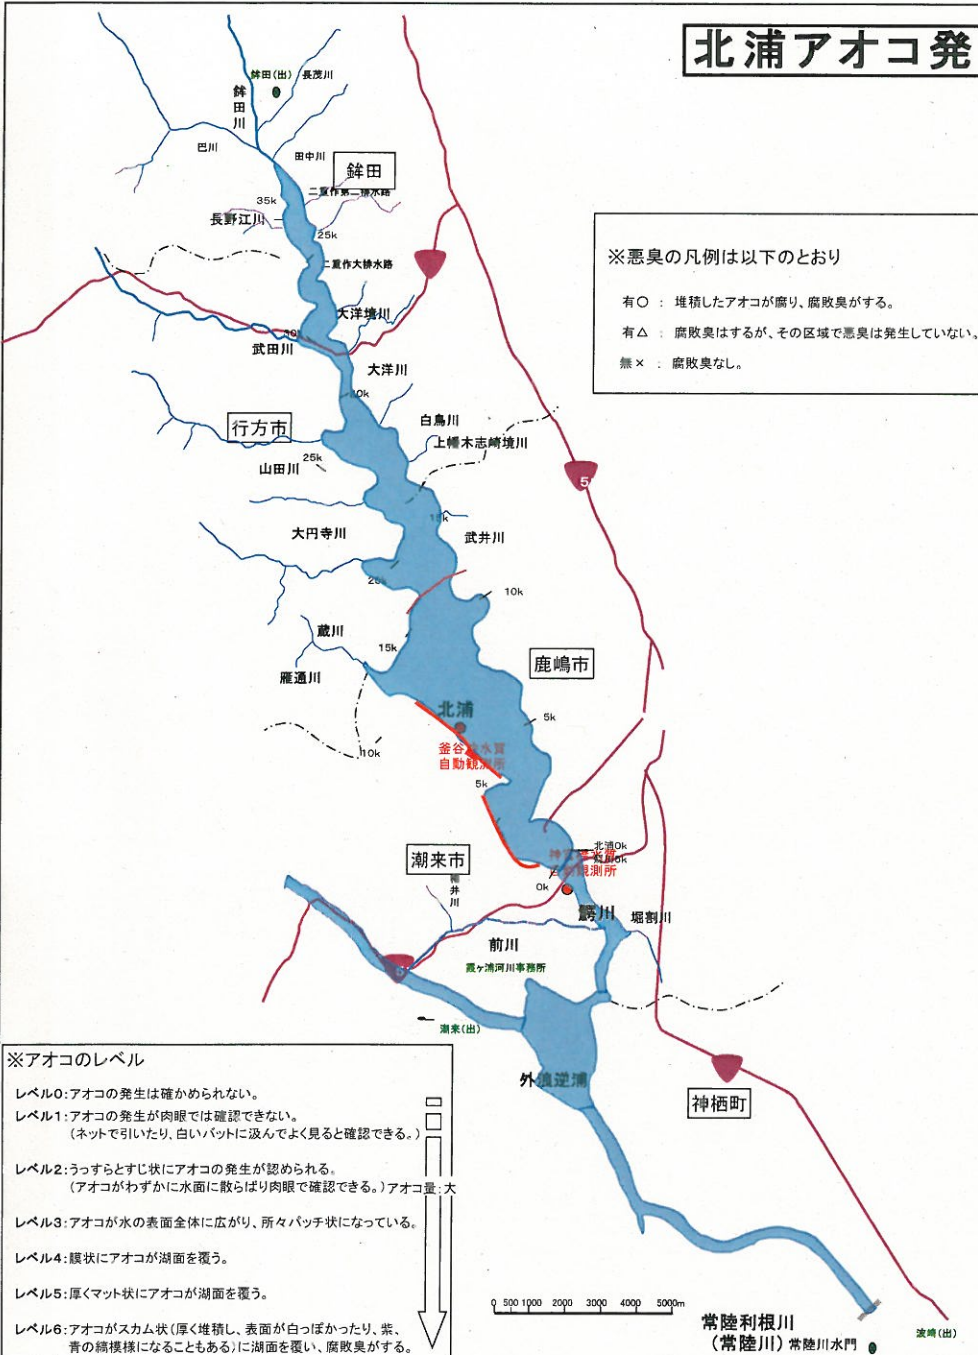 北浦アオコ発
鉾田(出)
長茂川
鉾田川
巴川
田中川
鉾田
二重作第二排水路
35k
長野江川
25k
二重作大排水路
大洋境川
30k
武田川
大洋川
20k
白鳥川
行方市
上幡木志崎境川
25k
山田川
15k
大円寺川
武井川
20k
10k
蔵川
15k
鹿嶋市
雁通川
北浦
5k
10k
自動観測所
5k
北浦0k
潮来市
0k
鰐川
堀割川
前川
霞ヶ浦河川事務所
潮来(出)
外浪逆浦
神栖町
※悪臭の凡例は以下のとおり
有○ : 堆積したアオコが腐り、腐敗臭がする。
有△ : 腐敗臭はするが、その区域で悪臭は発生していない。
無× : 腐敗臭なし。
5
※アオコのレベル
レベル0:アオコの発生は確かめられない。
レベル1:アオコの発生が肉眼では確認できない。
(ネットで引いたり、白いバットに汲んでよく見ると確認できる。)
レベル2:うっすらとすじ状にアオコの発生が認められる。
(アオコがわずかに水面に散らばり肉眼で確認できる。)アオコ量:大
レベル3:アオコが水の表面全体に広がり、所々パッチ状になっている。
レベル4:膜状にアオコが湖面を覆う。
レベル5:厚くマット状にアオコが湖面を覆う。
レベル6:アオコがスカム状(厚く堆積し、表面が白っぽかったり、紫、
青の縞模様になることもある)に湖面を覆い、腐敗臭がする。
0 500 1000 2000 3000 4000 5000m
常陸利根川
(常陸川) 常陸川水門
波崎(出)